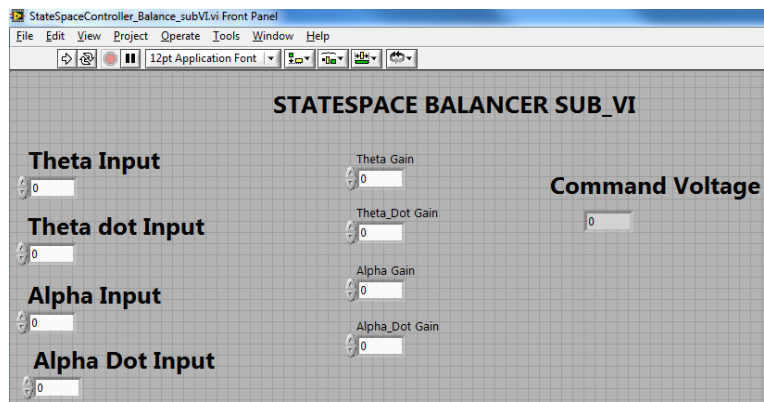 StateSpaceController_Balance_subVI.vi Front Panel
File Edit View Project Operate Tools Window Help
12pt Application Font
STATESPACE BALANCER SUB_VI
Theta Input
0
Theta dot Input
0
Alpha Input
0
Alpha Dot Input
0
Theta Gain
0
Theta_Dot Gain
0
Alpha Gain
0
Alpha_Dot Gain
0
Command Voltage
0